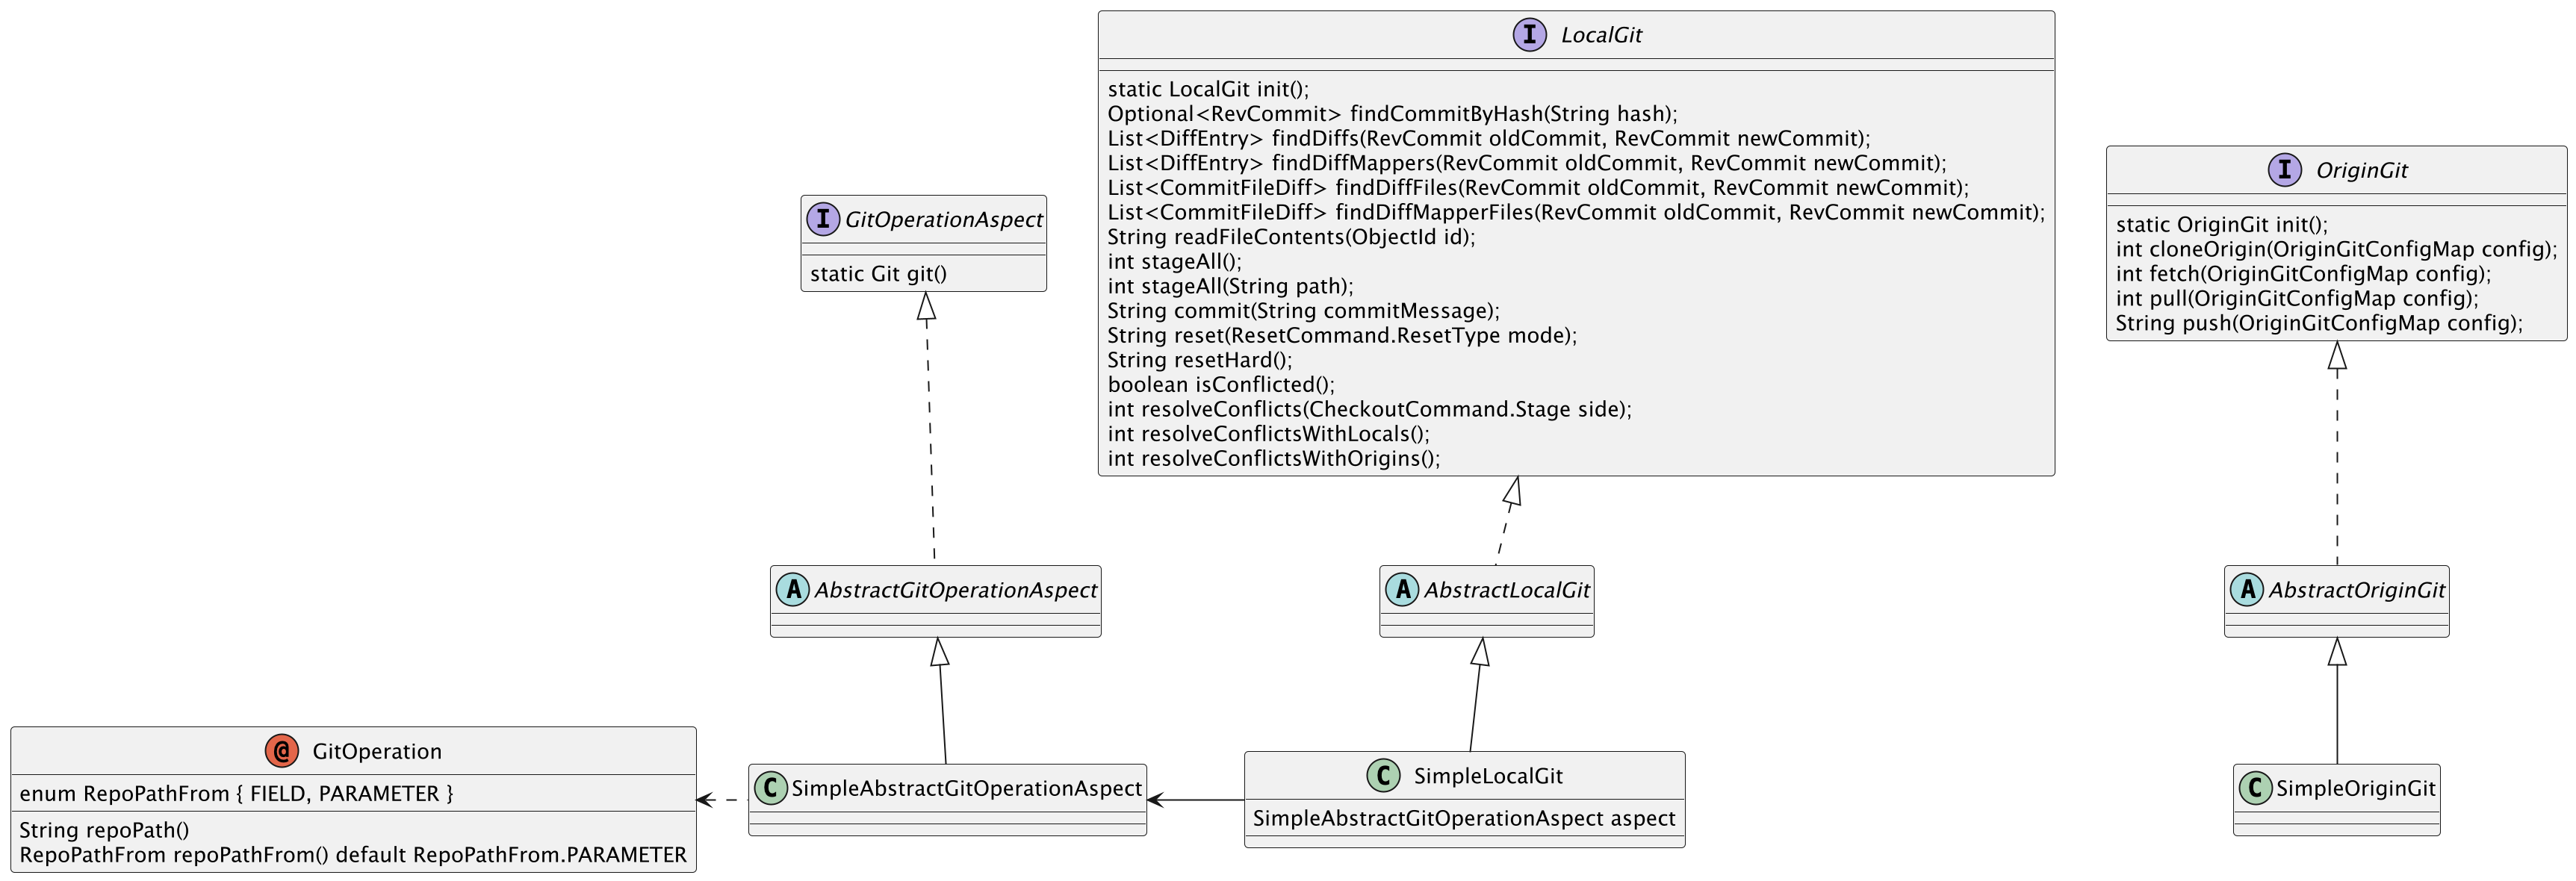 I LocalGit
static LocalGit init();
Optional<RevCommit> findCommitByHash(String hash);
List<DiffEntry> findDiffs(RevCommit oldCommit, RevCommit newCommit);
List<DiffEntry> findDiffMappers(RevCommit oldCommit, RevCommit newCommit);
List<CommitFileDiff> findDiffFiles(RevCommit oldCommit, RevCommit newCommit);
List<CommitFileDiff> findDiffMapperFiles(RevCommit oldCommit, RevCommit newCommit);
String readFileContents(ObjectId id);
int stageAll();
int stageAll(String path);
String commit(String commitMessage);
String reset(ResetCommand.ResetType mode);
String resetHard();
boolean isConflicted();
int resolveConflicts(CheckoutCommand.Stage side);
int resolveConflictsWithLocals();
int resolveConflictsWithOrigins();
I GitOperationAspect
static Git git()
I OriginGit
static OriginGit init();
int cloneOrigin(OriginGitConfigMap config);
int fetch(OriginGitConfigMap config);
int pull(OriginGitConfigMap config);
String push(OriginGitConfigMap config);
A AbstractGitOperationAspect
A AbstractLocalGit
A AbstractOriginGit
@ GitOperation
enum RepoPathFrom { FIELD, PARAMETER }
String repoPath()
RepoPathFrom repoPathFrom() default RepoPathFrom.PARAMETER
C SimpleAbstractGitOperationAspect
C SimpleLocalGit
SimpleAbstractGitOperationAspect aspect
C SimpleOriginGit